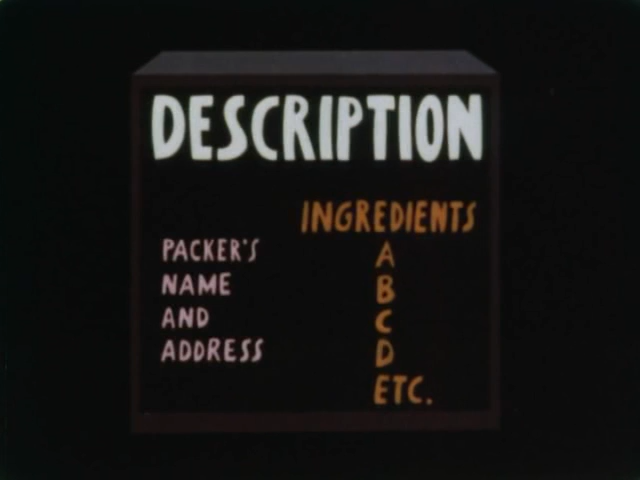 DESCRIPTION
INGREDIENTS
PACKER'S
NAME
AND
ADDRESS
A
B
C
D
ETC.